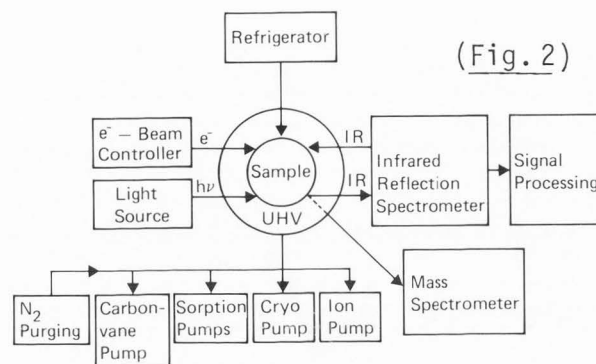 Refrigerator
(Fig. 2)
e⁻ – Beam
Controller
e⁻
IR
Sample
Infrared
Reflection
Spectrometer
Signal
Processing
Light
Source
hν
IR
UHV
Mass
Spectrometer
N₂
Purging
Carbon-
vane
Pump
Sorption
Pumps
Cryo
Pump
Ion
Pump